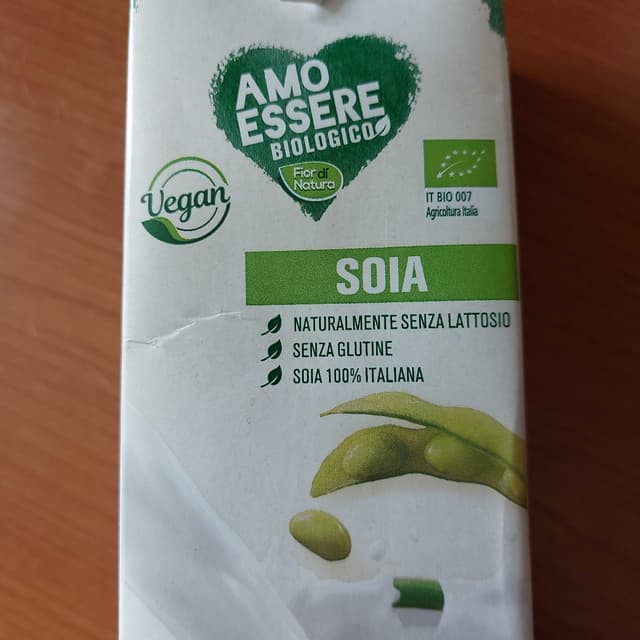 AMO
ESSERE
BIOLOGICO
Fior di
Natura
Vegan
IT BIO 007
Agricoltura Italia
SOIA
NATURALMENTE SENZA LATTOSIO
SENZA GLUTINE
SOIA 100% ITALIANA